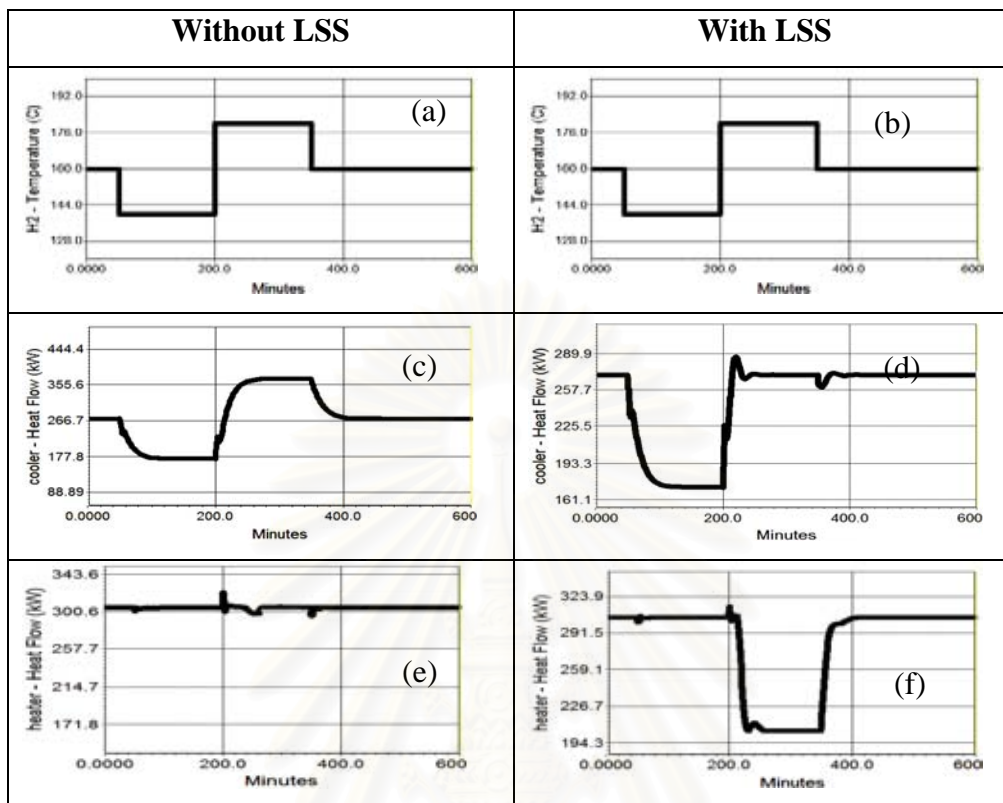 Without LSS
With LSS
H2 - Temperature (C)
192.0
176.0
160.0
144.0
128.0
0.0000 200.0 400.0 600
Minutes
(a)
H2 - Temperature (C)
192.0
176.0
160.0
144.0
128.0
0.0000 200.0 400.0 600
Minutes
(b)
cooler - Heat Flow (kW)
444.4
355.6
266.7
177.8
88.89
0.0000 200.0 400.0 600
Minutes
(c)
cooler - Heat Flow (kW)
289.9
257.7
225.5
193.3
161.1
0.0000 200.0 400.0 600
Minutes
(d)
heater - Heat Flow (kW)
343.6
300.6
257.7
214.7
171.8
0.0000 200.0 400.0 600
Minutes
(e)
heater - Heat Flow (kW)
323.9
291.5
259.1
226.7
194.3
0.0000 200.0 400.0 600
Minutes
(f)